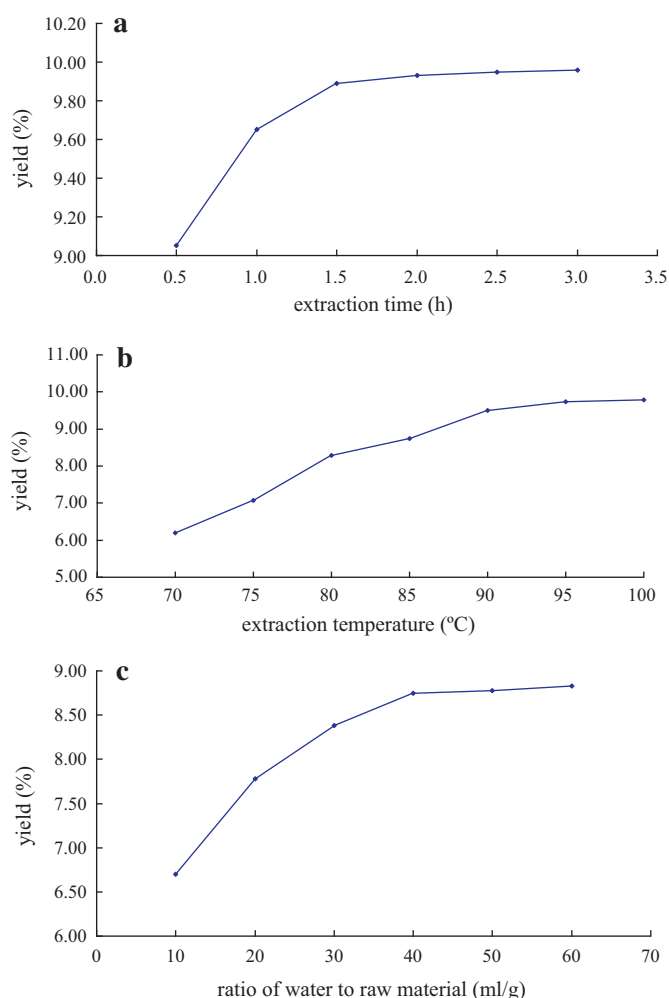 a
10.20
10.00
9.80
9.60
9.40
9.20
9.00
yield (%)
0.0 0.5 1.0 1.5 2.0 2.5 3.0 3.5
extraction time (h)
b
11.00
10.00
9.00
8.00
7.00
6.00
5.00
yield (%)
65 70 75 80 85 90 95 100
extraction temperature (ºC)
c
9.00
8.50
8.00
7.50
7.00
6.50
6.00
yield (%)
0 10 20 30 40 50 60 70
ratio of water to raw material (ml/g)